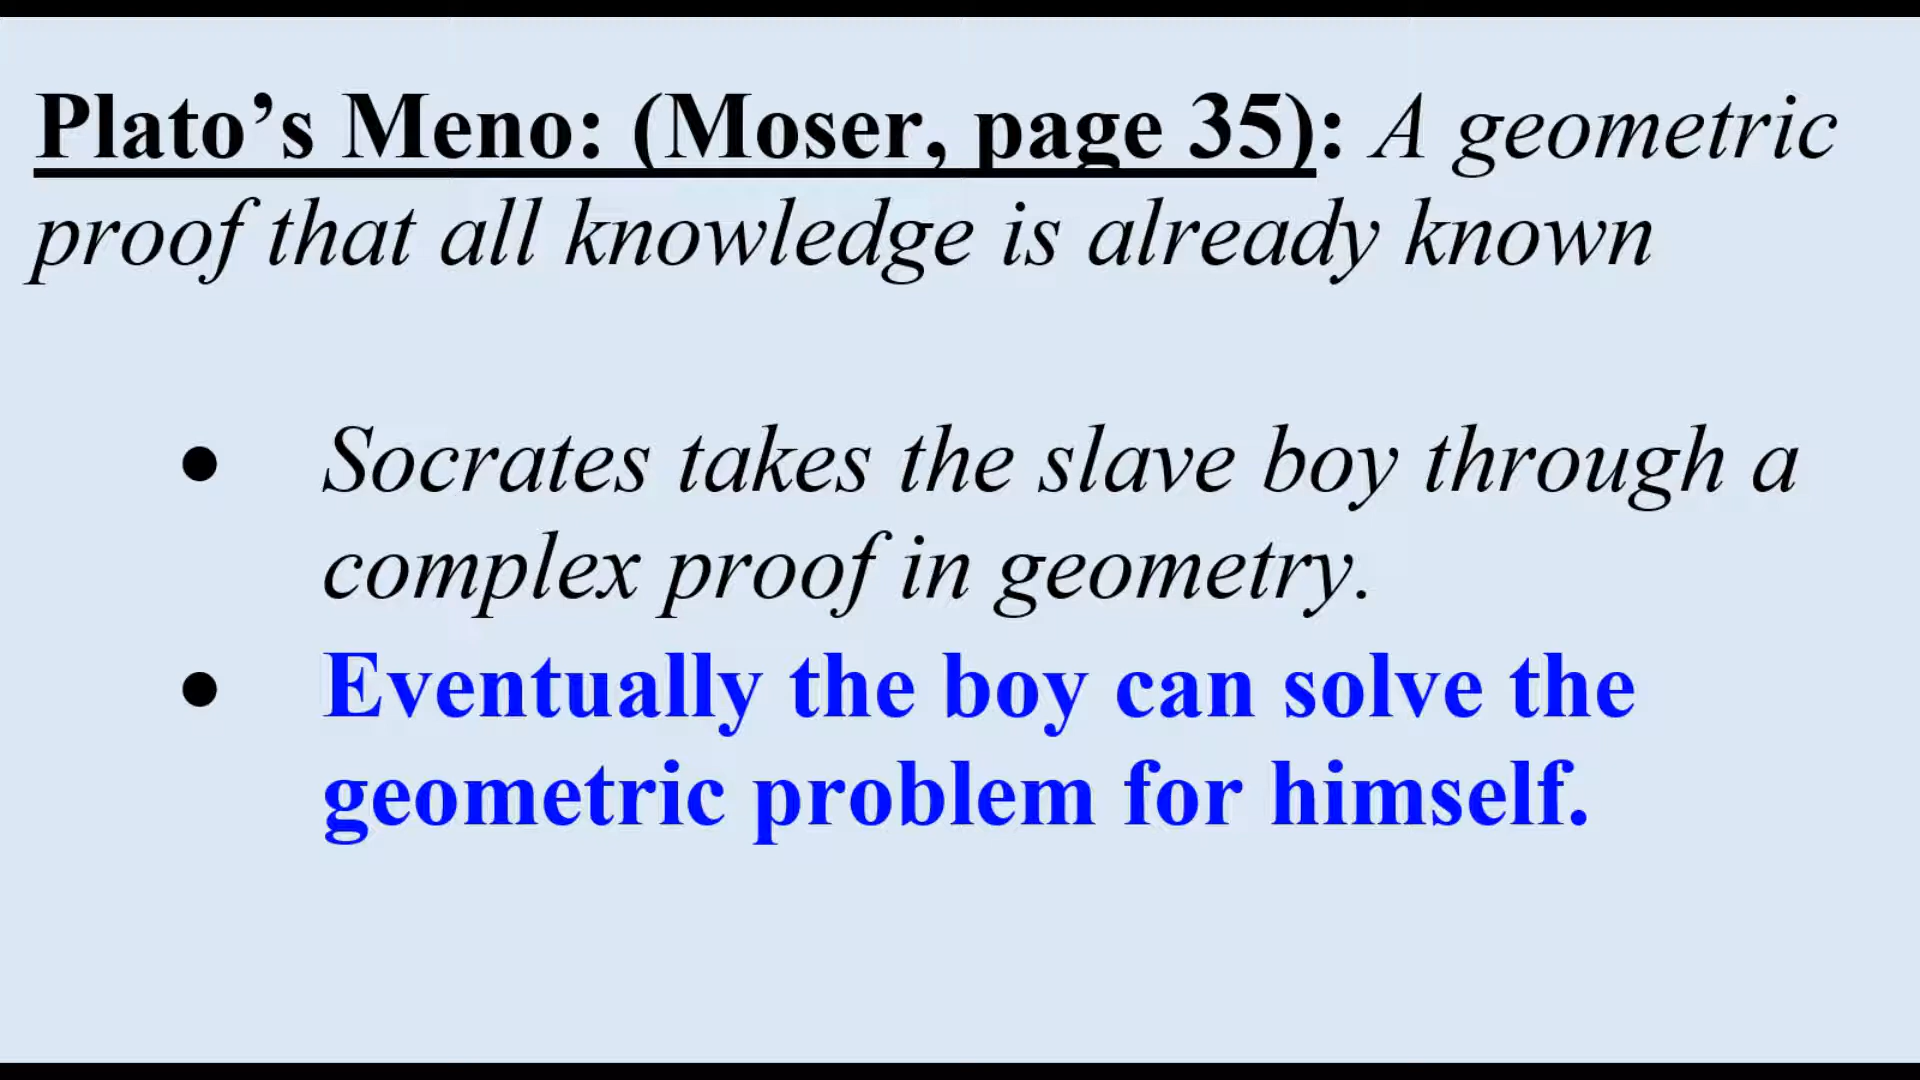 Plato’s Meno: (Moser, page 35): A geometric
proof that all knowledge is already known
• Socrates takes the slave boy through a
complex proof in geometry.
• Eventually the boy can solve the
geometric problem for himself.